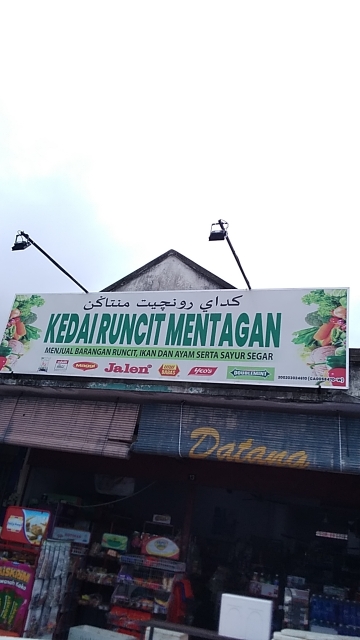 كداي رونچيت منتاڬن
KEDAI RUNCIT MENTAGAN
MENJUAL BARANGAN RUNCIT, IKAN DAN AYAM SERTA SAYUR SEGAR
MAGGI Jalen Hco's DOUBLEMINT
Datang